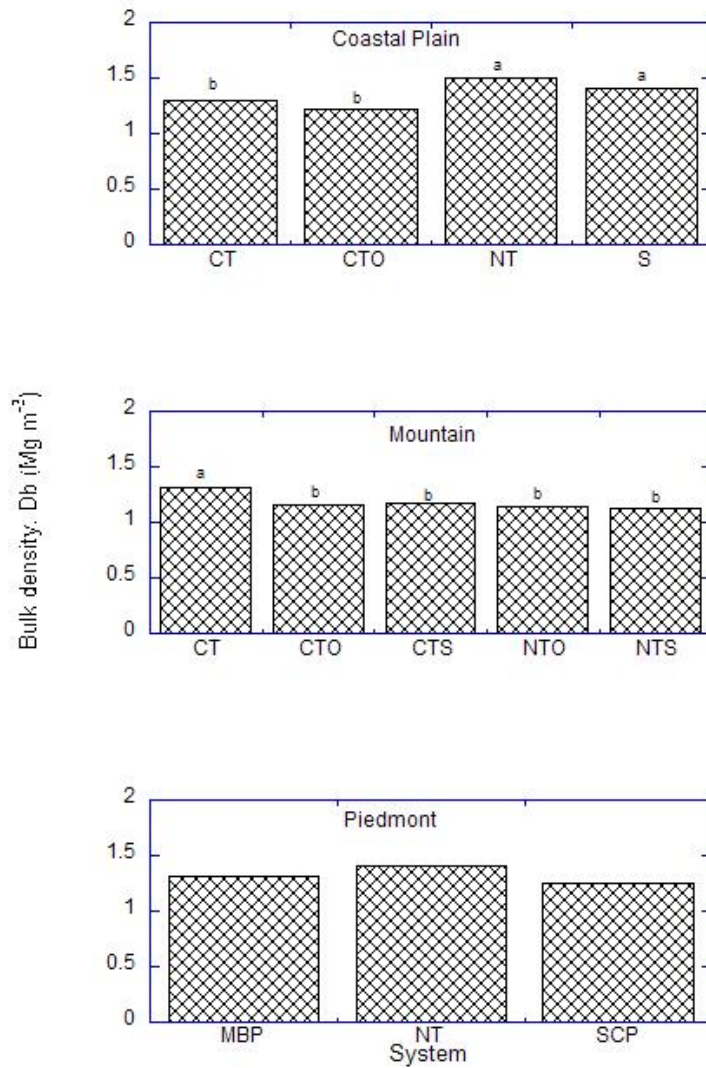 2
Coastal Plain
1.5
b b a a
1
0.5
0
CT CTO NT S
Bulk density. Db (Mg m⁻³)
2
Mountain
1.5
a b b b b
1
0.5
0
CT CTO CTS NTO NTS
2
Piedmont
1.5
1
0.5
0
MBP NT SCP
System